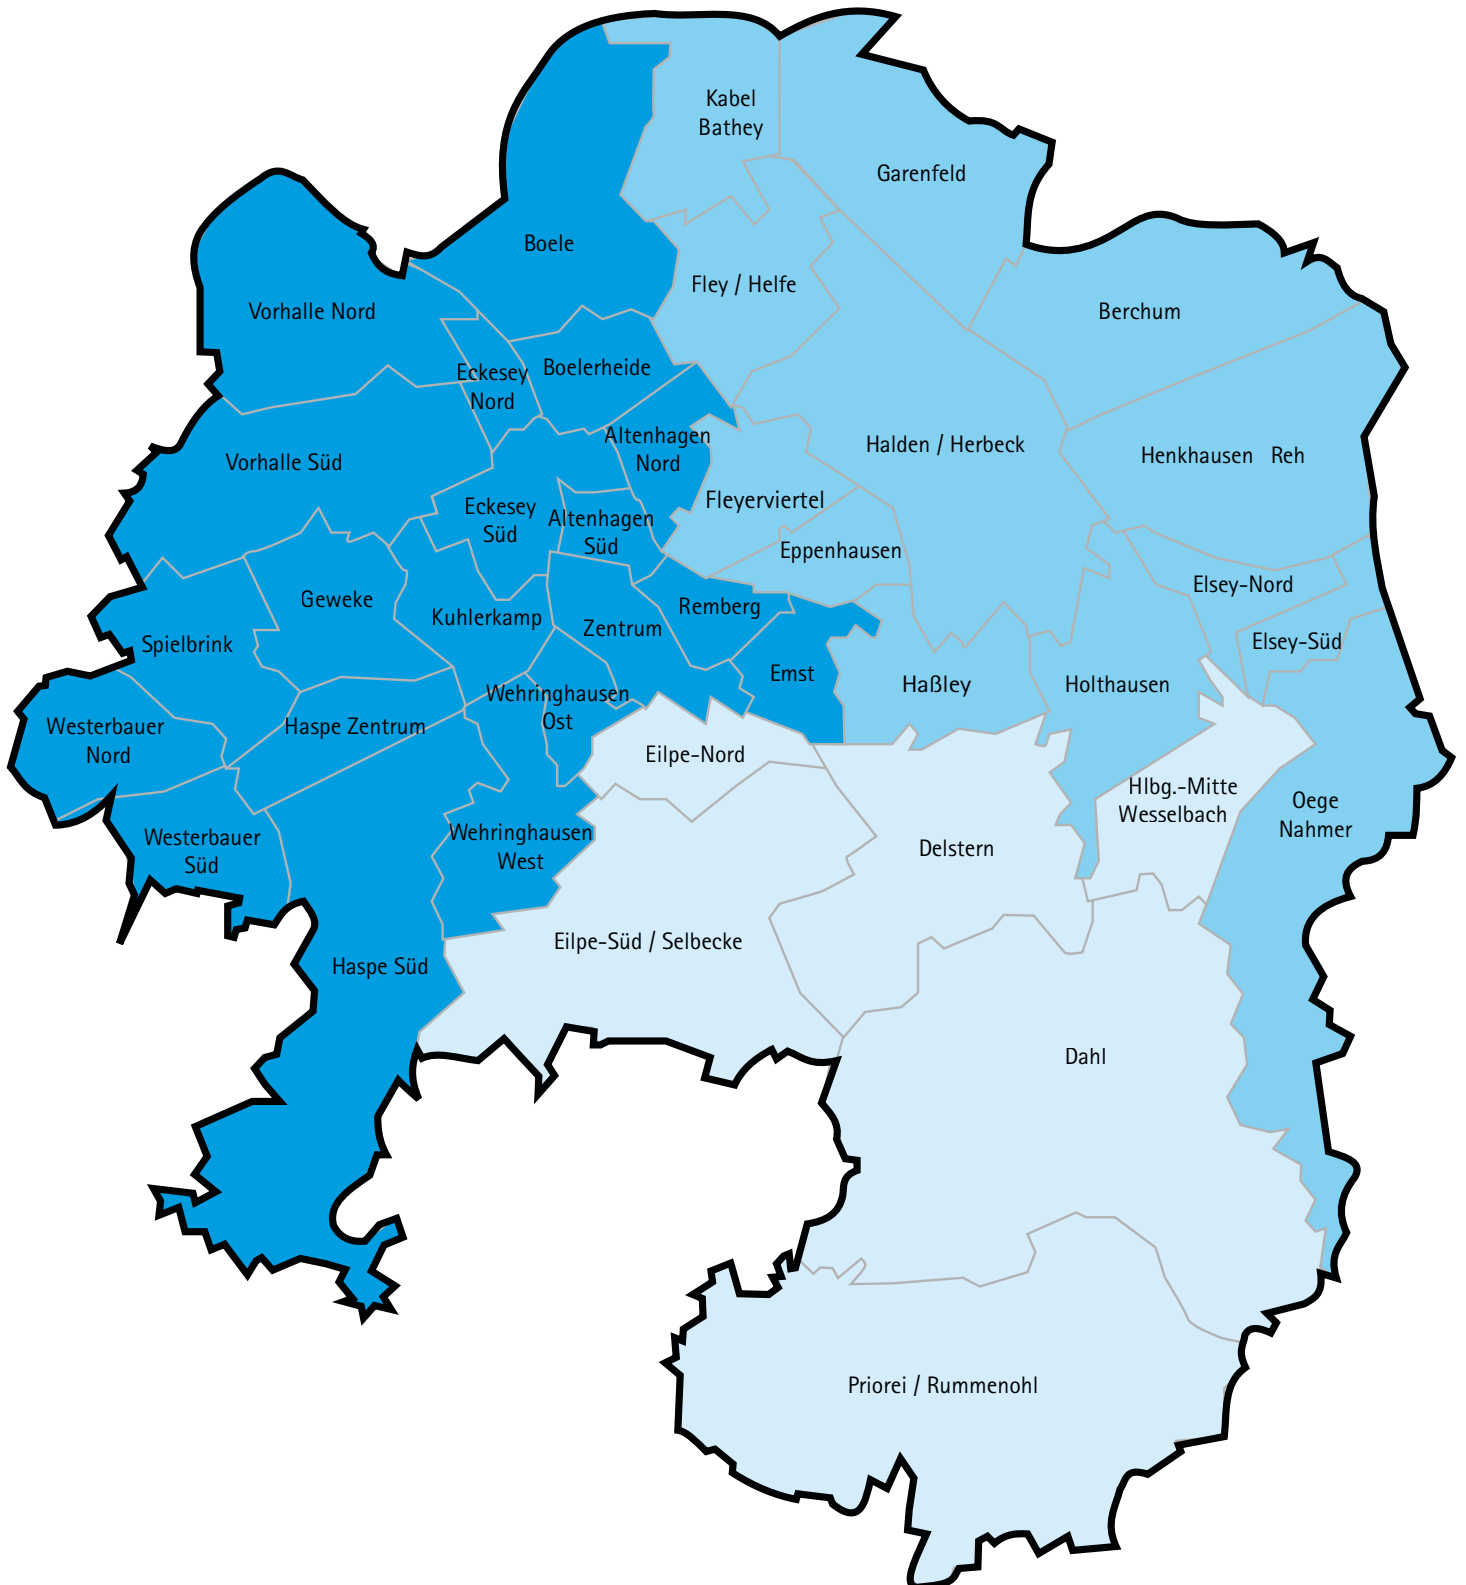 Kabel
Bathey
Garenfeld
Boele
Fley / Helfe
Vorhalle Nord
Berchum
Eckesey
Nord
Boelerheide
Altenhagen
Nord
Halden / Herbeck
Henkhausen Reh
Vorhalle Süd
Fleyerviertel
Eckesey
Süd
Altenhagen
Süd
Eppenhausen
Elsey-Nord
Geweke
Kuhlerkamp
Zentrum
Remberg
Spielbrink
Elsey-Süd
Emst
Haßley
Holthausen
Wehringhausen
Ost
Westerbauer
Nord
Haspe Zentrum
Eilpe-Nord
Hlbg.-Mitte
Wesselbach
Oege
Nahmer
Westerbauer
Süd
Wehringhausen
West
Delstern
Eilpe-Süd / Selbecke
Haspe Süd
Dahl
Priorei / Rummenohl